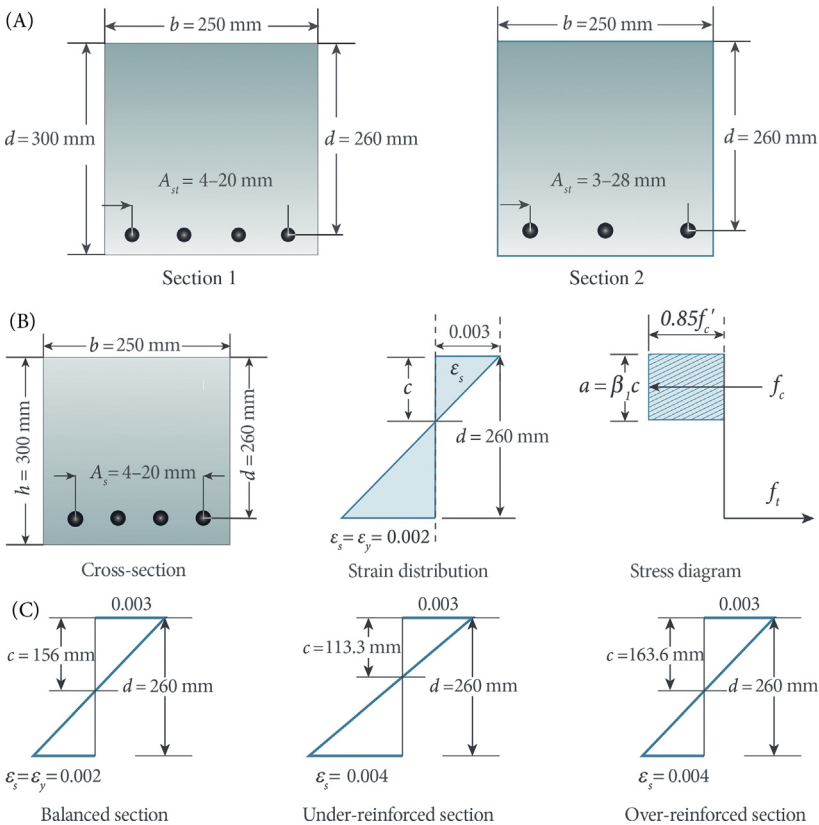 (A)
b = 250 mm
b = 250 mm
d = 300 mm
d = 260 mm
d = 260 mm
Ast = 4–20 mm
Ast = 3–28 mm
Section 1
Section 2
(B)
b = 250 mm
h = 300 mm
d = 260 mm
As = 4–20 mm
Cross-section
0.003
εs
c
d = 260 mm
εs = εy = 0.002
Strain distribution
0.85fc′
a = β1c
fc
ft
Stress diagram
(C)
0.003
c = 156 mm
d = 260 mm
εs = εy = 0.002
Balanced section
0.003
c = 113.3 mm
d = 260 mm
εs = 0.004
Under-reinforced section
0.003
c = 163.6 mm
d = 260 mm
εs = 0.004
Over-reinforced section